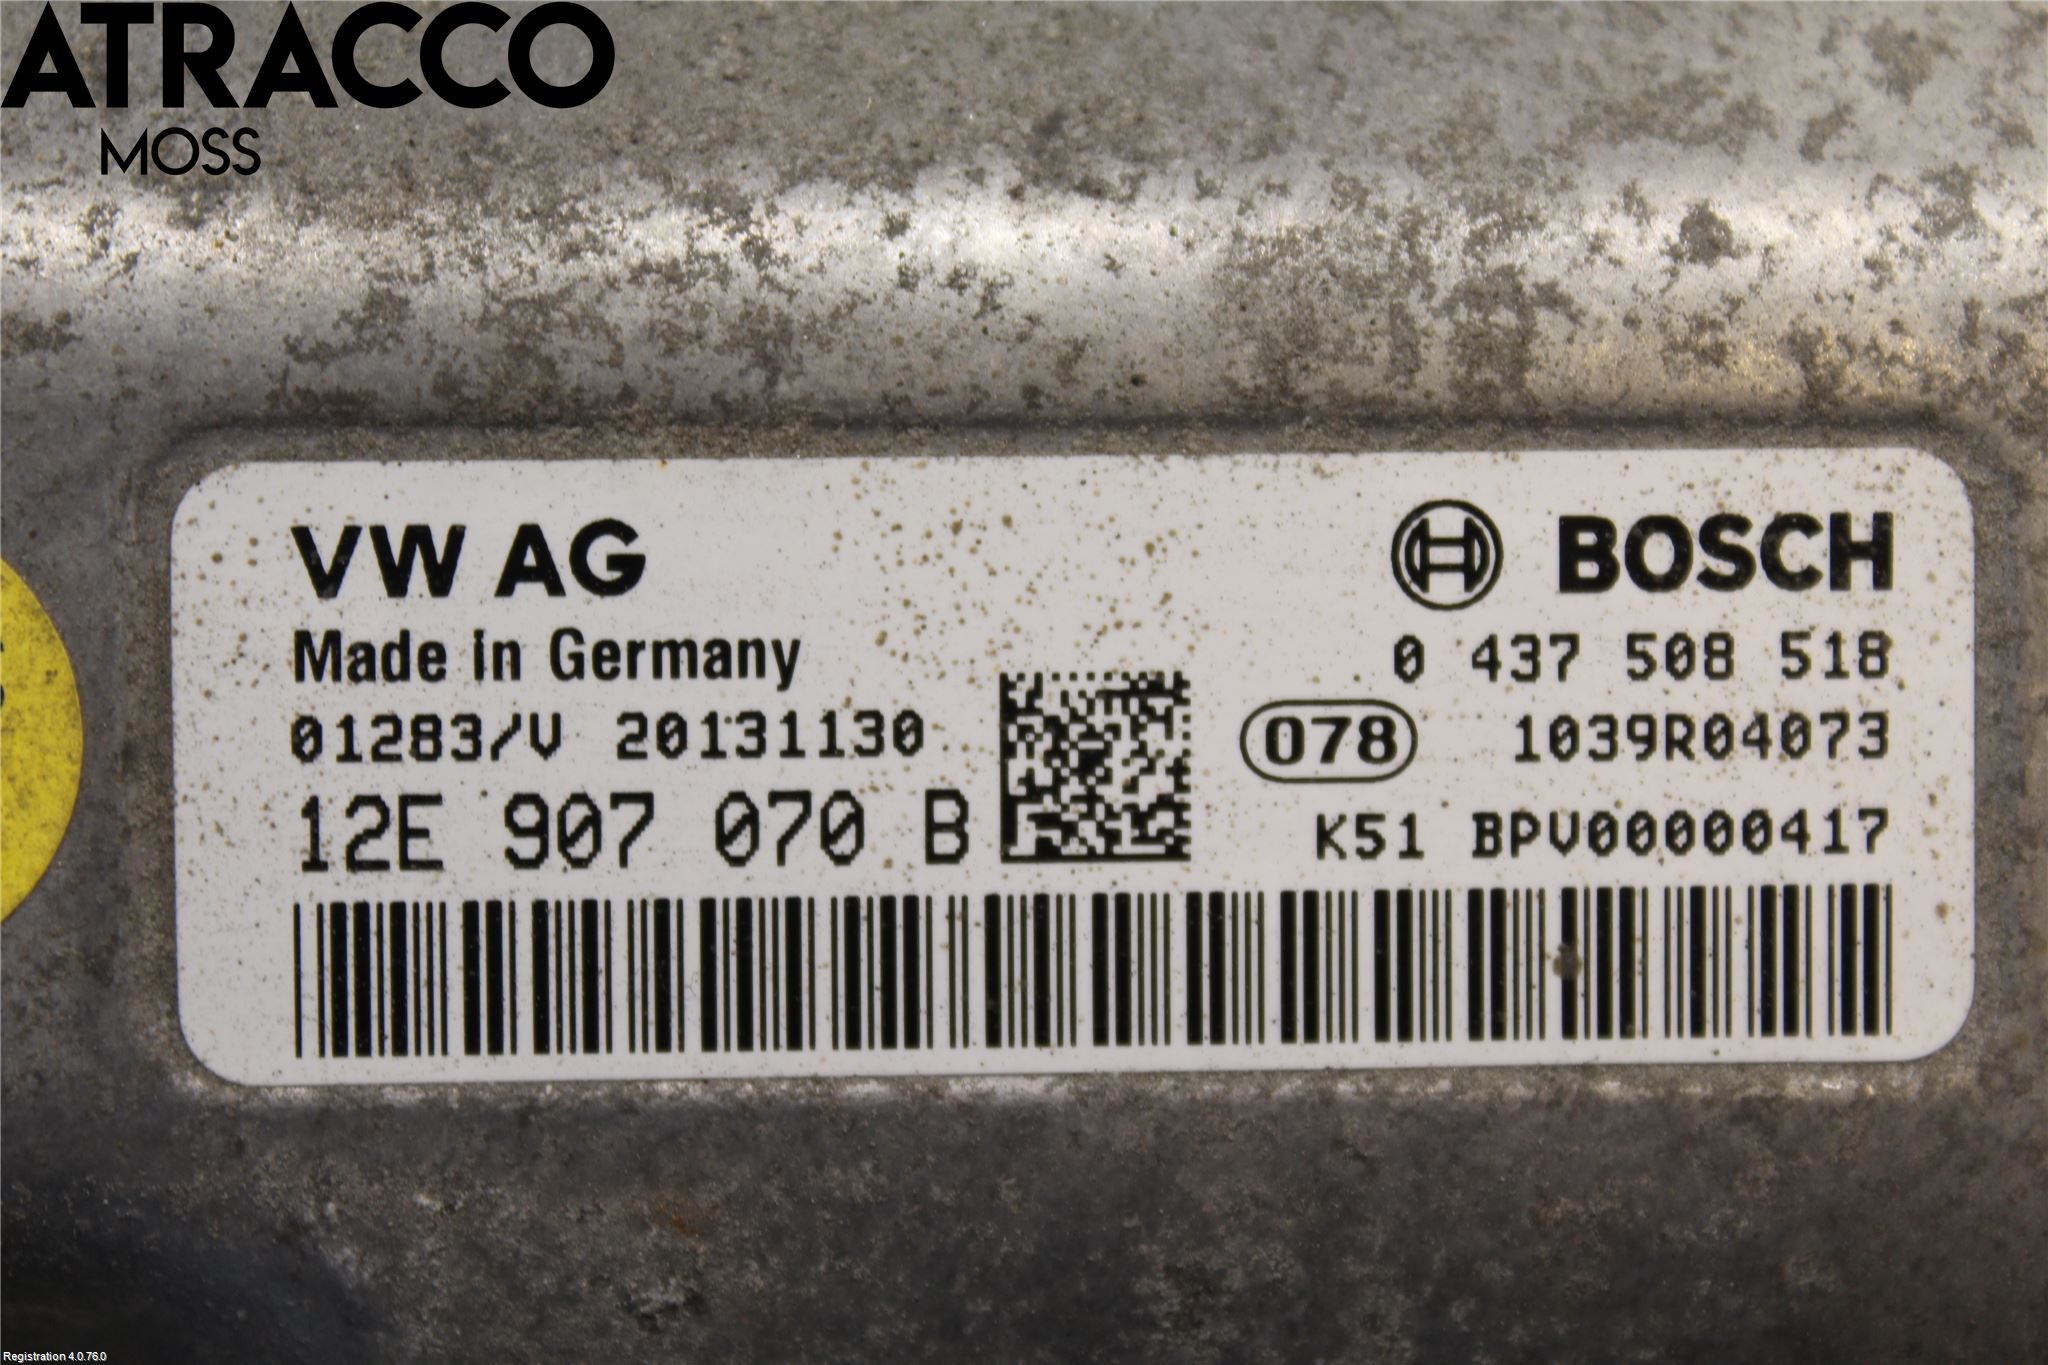 ATRACCO
MOSS
VW AG
BOSCH
Made in Germany
0 437 508 518
01283/V 20131130
078 1039R04073
12E 907 070 B
K51 BPV00000417
Registration 4.0.76.0